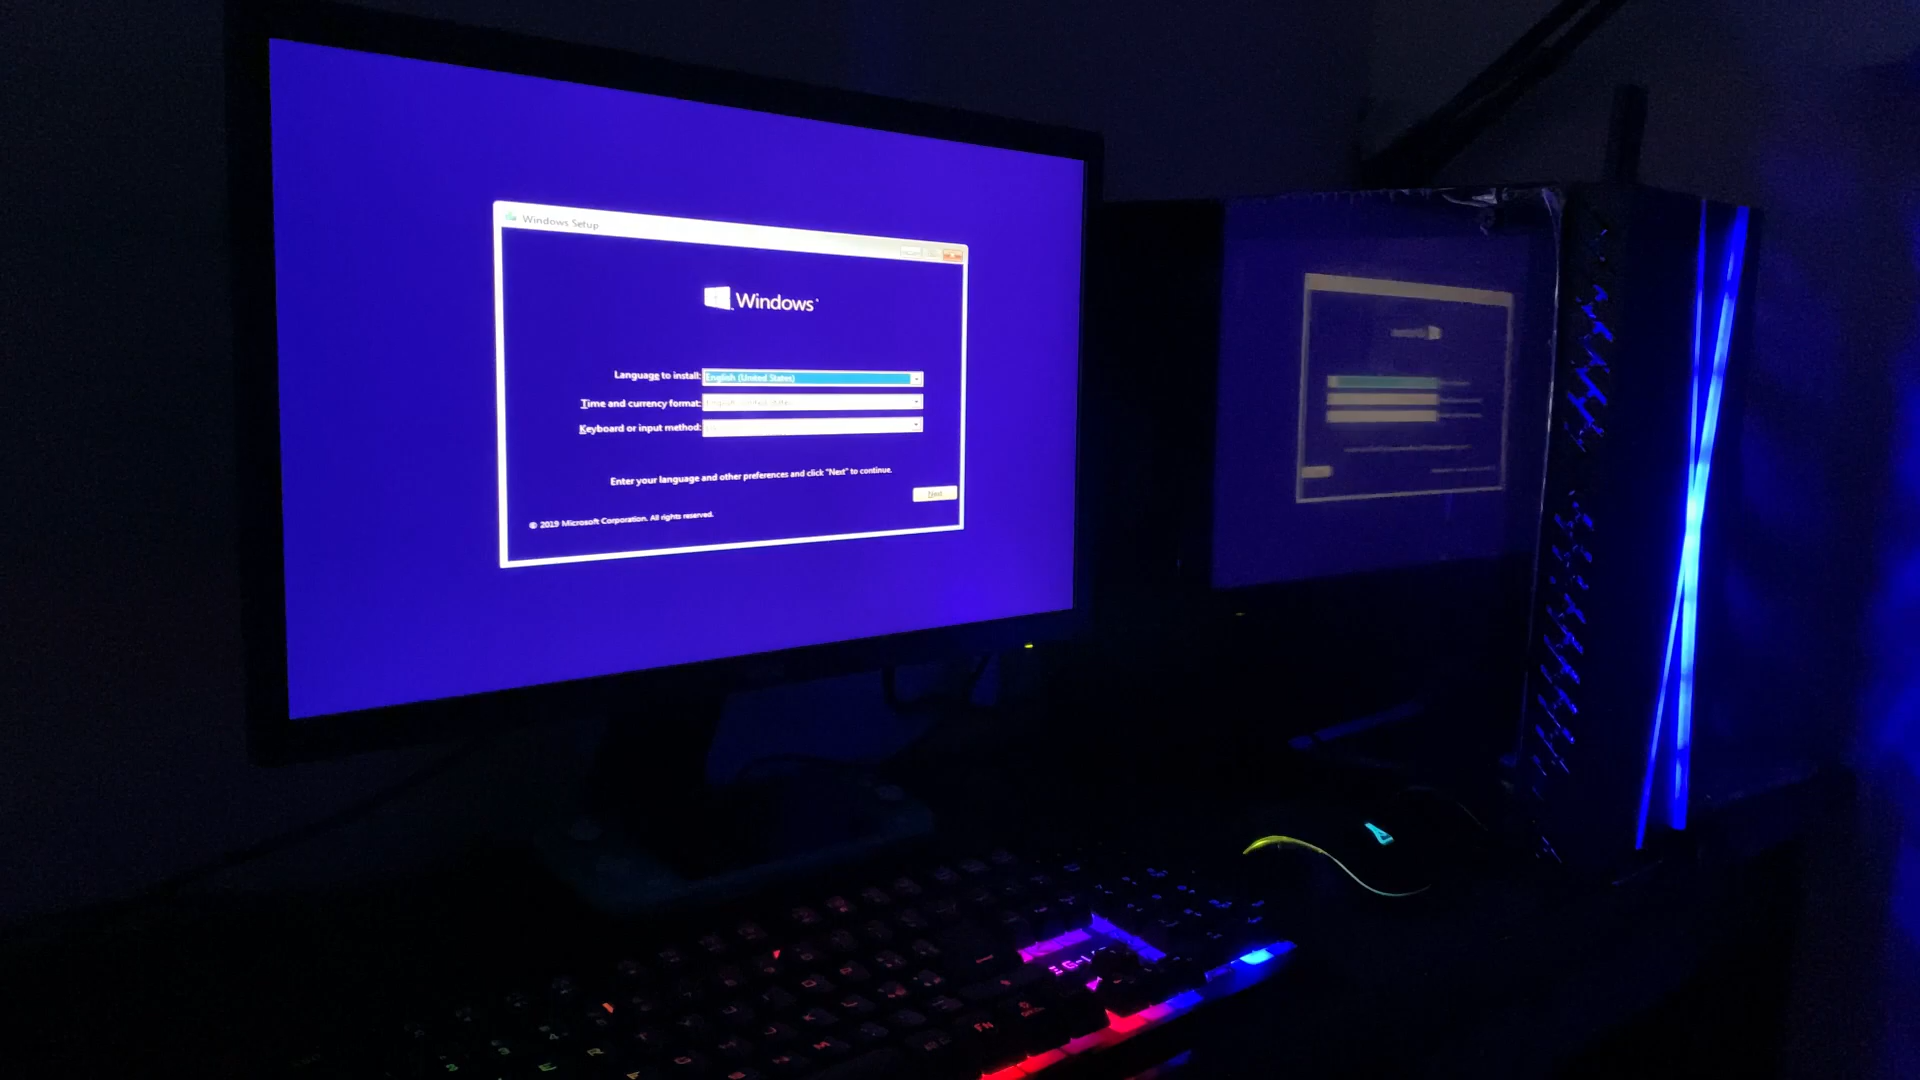 Windows Setup
Windows
Language to install: English (United States)
Time and currency format:
Keyboard or input method:
Enter your language and other preferences and click "Next" to continue.
Next
© 2019 Microsoft Corporation. All rights reserved.
FN